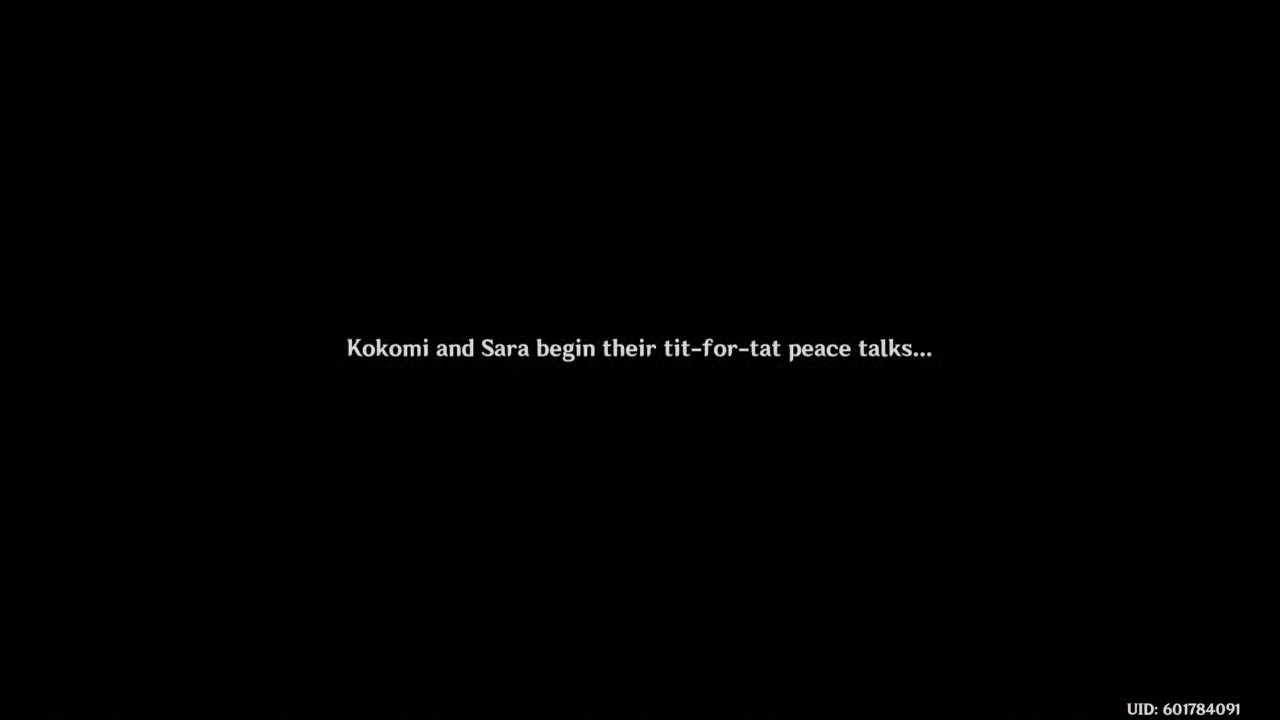 Kokomi and Sara begin their tit-for-tat peace talks...
UID: 601784091